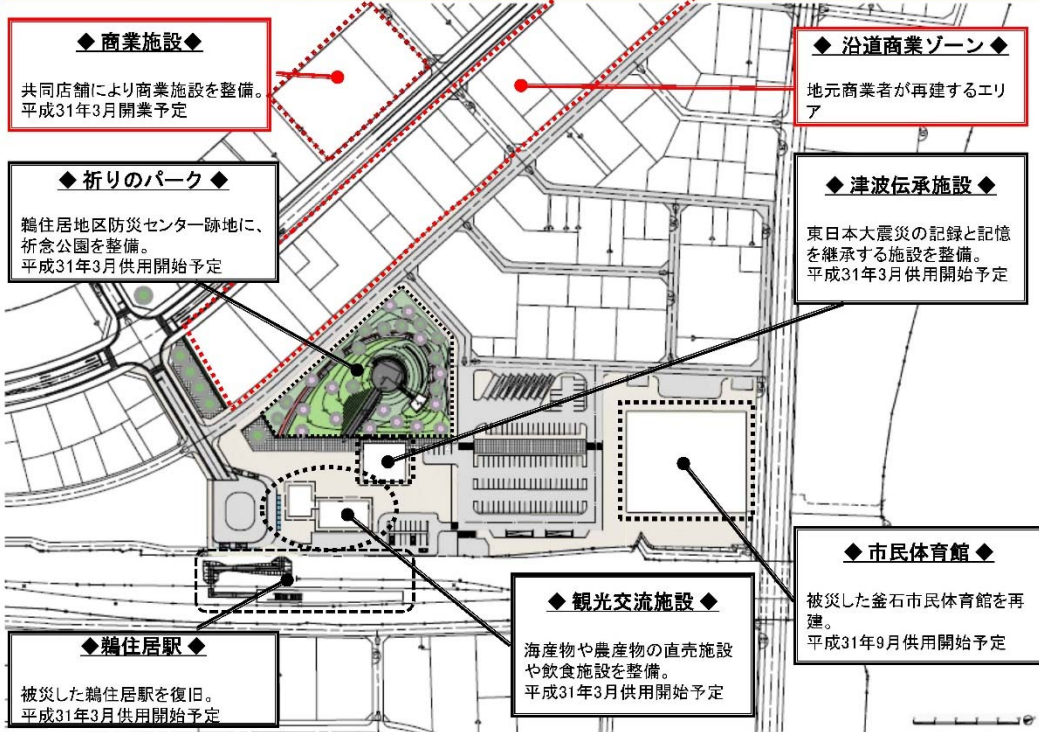 ◆ 商業施設◆
共同店舗により商業施設を整備。
平成31年3月開業予定
◆ 沿道商業ゾーン ◆
地元商業者が再建するエリ
ア
◆ 祈りのパーク ◆
鵜住居地区防災センター跡地に、
祈念公園を整備。
平成31年3月供用開始予定
◆ 津波伝承施設 ◆
東日本大震災の記録と記憶
を継承する施設を整備。
平成31年3月供用開始予定
◆ 市民体育館 ◆
被災した釜石市民体育館を再
建。
平成31年9月供用開始予定
◆ 観光交流施設 ◆
海産物や農産物の直売施設
や飲食施設を整備。
平成31年3月供用開始予定
◆鵜住居駅 ◆
被災した鵜住居駅を復旧。
平成31年3月供用開始予定